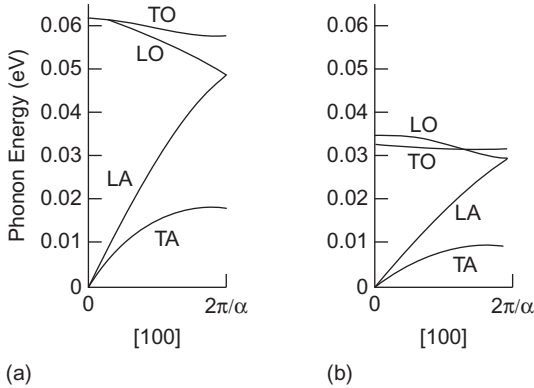 0.06
0.05
0.04
0.03
0.02
0.01
0
Phonon Energy (eV)
TO
LO
LA
TA
0
2π/α
[100]
(a)
0.06
0.05
0.04
0.03
0.02
0.01
0
LO
TO
LA
TA
0
2π/α
[100]
(b)